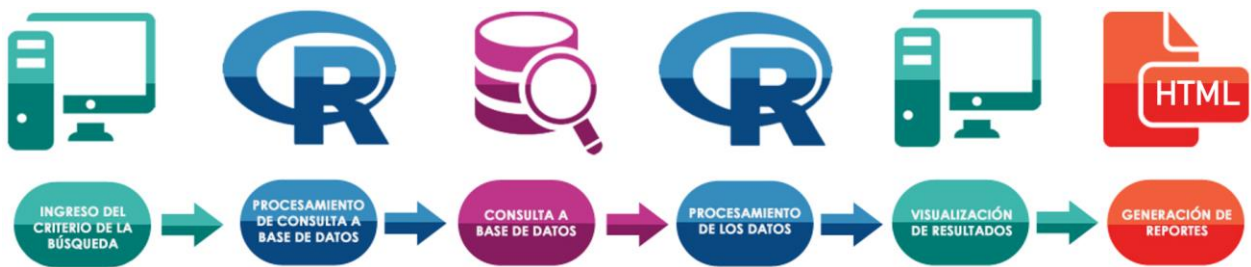 R
R
HTML
INGRESO DEL
CRITERIO DE LA
BÚSQUEDA
PROCESAMIENTO
DE CONSULTA A
BASE DE DATOS
CONSULTA A
BASE DE DATOS
PROCESAMIENTO
DE LOS DATOS
VISUALIZACIÓN
DE RESULTADOS
GENERACIÓN DE
REPORTES